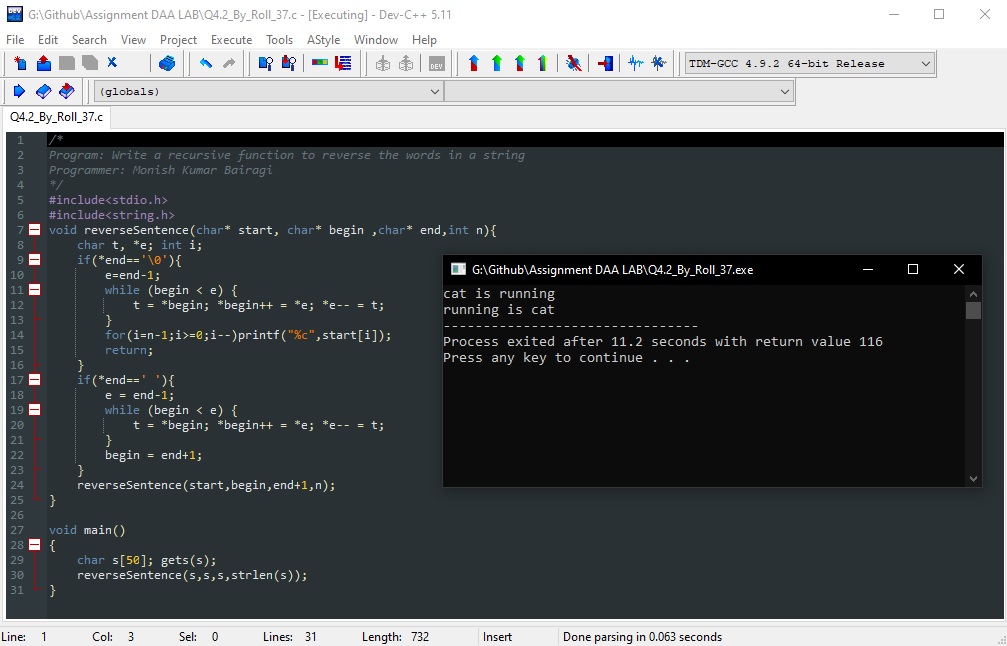 G:\Github\Assignment DAA LAB\Q4.2_By_Roll_37.c - [Executing] - Dev-C++ 5.11
File Edit Search View Project Execute Tools AStyle Window Help
TDM-GCC 4.9.2 64-bit Release
(globals)
Q4.2_By_Roll_37.c
1 /*
2 Program: Write a recursive function to reverse the words in a string
3 Programmer: Monish Kumar Bairagi
4 */
5 #include<stdio.h>
6 #include<string.h>
7 void reverseSentence(char* start, char* begin ,char* end,int n){
8 char t, *e; int i;
9 if(*end=='\0'){
10 e=end-1;
11 while (begin < e) {
12 t = *begin; *begin++ = *e; *e-- = t;
13 }
14 for(i=n-1;i>=0;i--)printf("%c",start[i]);
15 return;
16 }
17 if(*end==' '){
18 e = end-1;
19 while (begin < e) {
20 t = *begin; *begin++ = *e; *e-- = t;
21 }
22 begin = end+1;
23 }
24 reverseSentence(start,begin,end+1,n);
25 }
26
27 void main()
28 {
29 char s[50]; gets(s);
30 reverseSentence(s,s,s,strlen(s));
31 }
G:\Github\Assignment DAA LAB\Q4.2_By_Roll_37.exe
cat is running
running is cat
--------------------------------
Process exited after 11.2 seconds with return value 116
Press any key to continue . . .
Line: 1 Col: 3 Sel: 0 Lines: 31 Length: 732 Insert Done parsing in 0.063 seconds